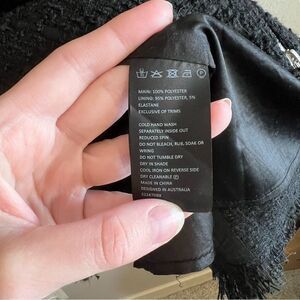 MAIN: 100% POLYESTER
LINING: 95% POLYESTER, 5%
ELASTANE
EXCLUSIVE OF TRIMS
COLD HAND WASH
SEPARATELY INSIDE OUT
REDUCED SPIN
DO NOT BLEACH, RUB, SOAK OR
WRING
DO NOT TUMBLE DRY
DRY IN SHADE
COOL IRON ON REVERSE SIDE
DRY CLEANABLE Ⓟ
MADE IN CHINA
DESIGNED IN AUSTRALIA